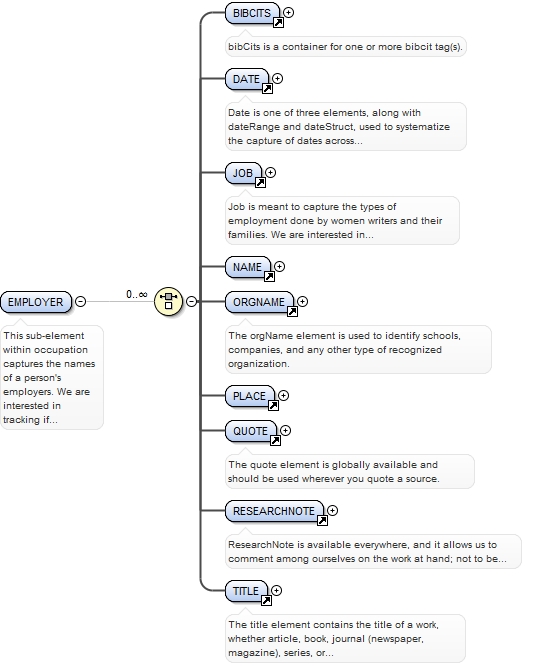 BIBCITS
bibCits is a container for one or more bibcit tag(s).
DATE
Date is one of three elements, along with
dateRange and dateStruct, used to systematize
the capture of dates across...
JOB
Job is meant to capture the types of
employment done by women writers and their
families. We are interested in...
NAME
EMPLOYER
0..∞
ORGNAME
This sub-element
within occupation
captures the names
of a person's
employers. We are
interested in
tracking if...
The orgName element is used to identify schools,
companies, and any other type of recognized
organization.
PLACE
QUOTE
The quote element is globally available and
should be used wherever you quote a source.
RESEARCHNOTE
ResearchNote is available everywhere, and it allows us to
comment among ourselves on the work at hand; not to be...
TITLE
The title element contains the title of a work,
whether article, book, journal (newspaper,
magazine), series, or...